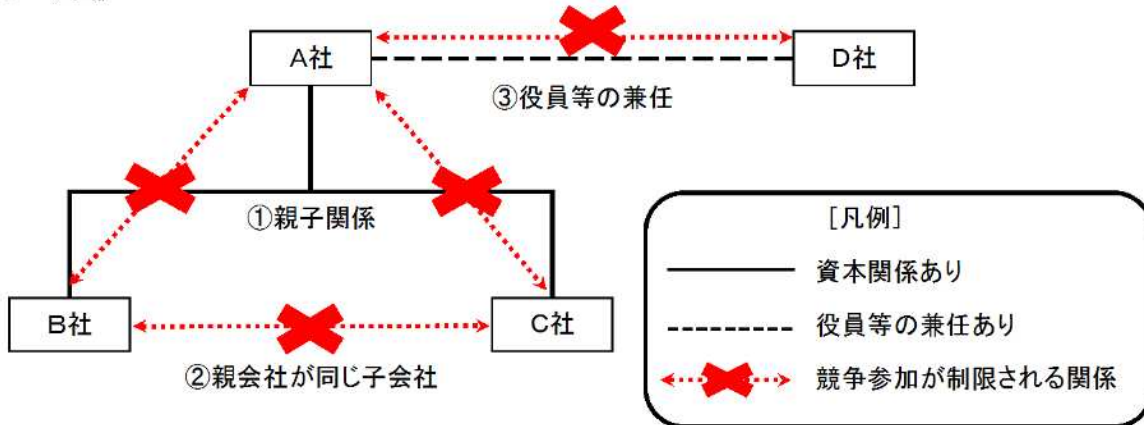 A社
D社
③役員等の兼任
①親子関係
B社
C社
②親会社が同じ子会社
［凡例］
資本関係あり
役員等の兼任あり
競争参加が制限される関係